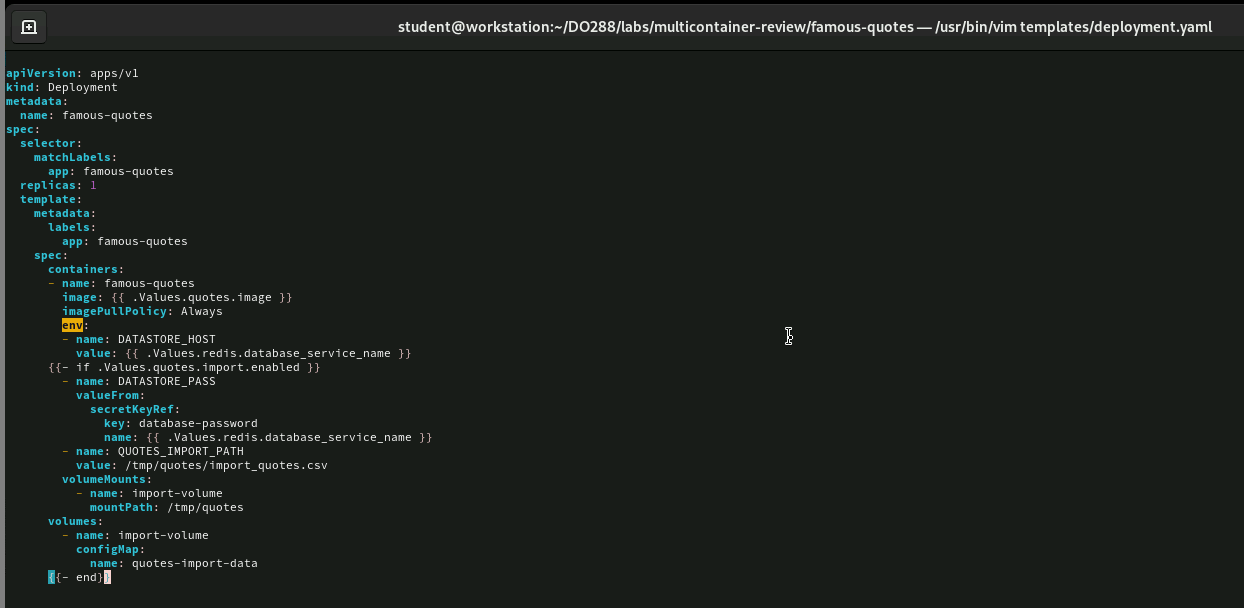 student@workstation:~/DO288/labs/multicontainer-review/famous-quotes — /usr/bin/vim templates/deployment.yaml
apiVersion: apps/v1
kind: Deployment
metadata:
  name: famous-quotes
spec:
  selector:
    matchLabels:
      app: famous-quotes
  replicas: 1
  template:
    metadata:
      labels:
        app: famous-quotes
    spec:
      containers:
      - name: famous-quotes
        image: {{ .Values.quotes.image }}
        imagePullPolicy: Always
        env:
        - name: DATASTORE_HOST
          value: {{ .Values.redis.database_service_name }}
      {{- if .Values.quotes.import.enabled }}
        - name: DATASTORE_PASS
          valueFrom:
            secretKeyRef:
              key: database-password
              name: {{ .Values.redis.database_service_name }}
        - name: QUOTES_IMPORT_PATH
          value: /tmp/quotes/import_quotes.csv
        volumeMounts:
          - name: import-volume
            mountPath: /tmp/quotes
      volumes:
        - name: import-volume
          configMap:
            name: quotes-import-data
      {{- end}}